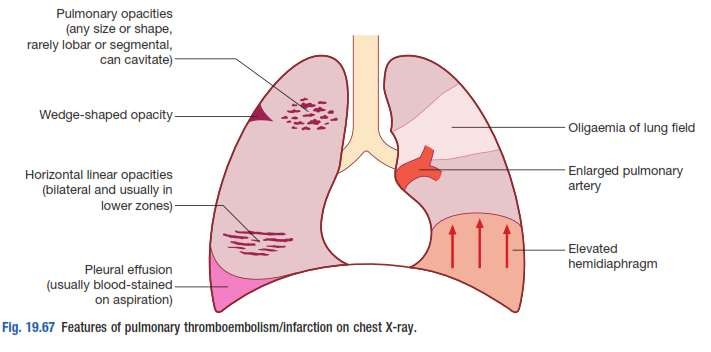 Pulmonary opacities
(any size or shape,
rarely lobar or segmental,
can cavitate)
Wedge-shaped opacity
Horizontal linear opacities
(bilateral and usually in
lower zones)
Pleural effusion
(usually blood-stained
on aspiration)
Oligaemia of lung field
Enlarged pulmonary
artery
Elevated
hemidiaphragm
Fig. 19.67 Features of pulmonary thromboembolism/infarction on chest X-ray.